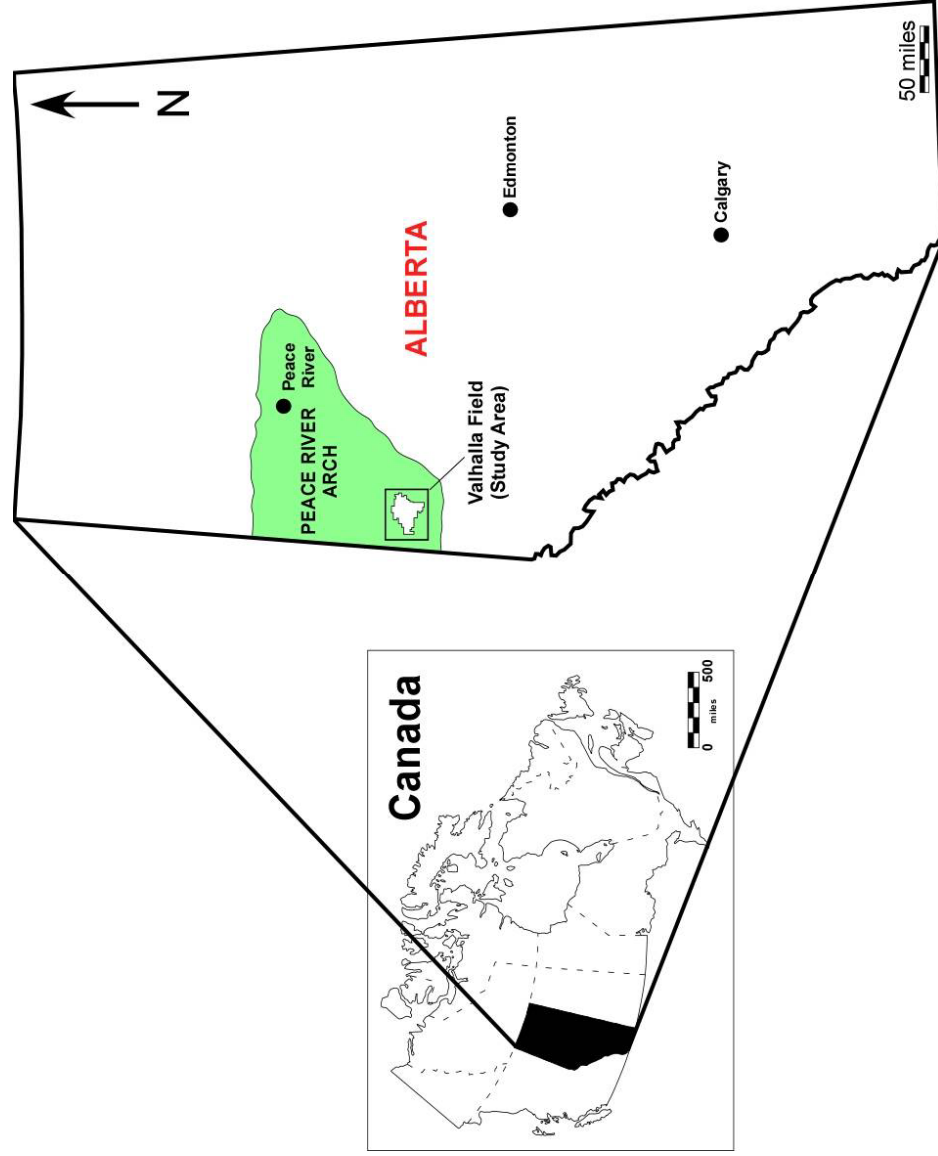 Canada
0
500
miles
N
PEACE RIVER
ARCH
Peace
River
ALBERTA
Valhalla Field
(Study Area)
Edmonton
Calgary
50 miles